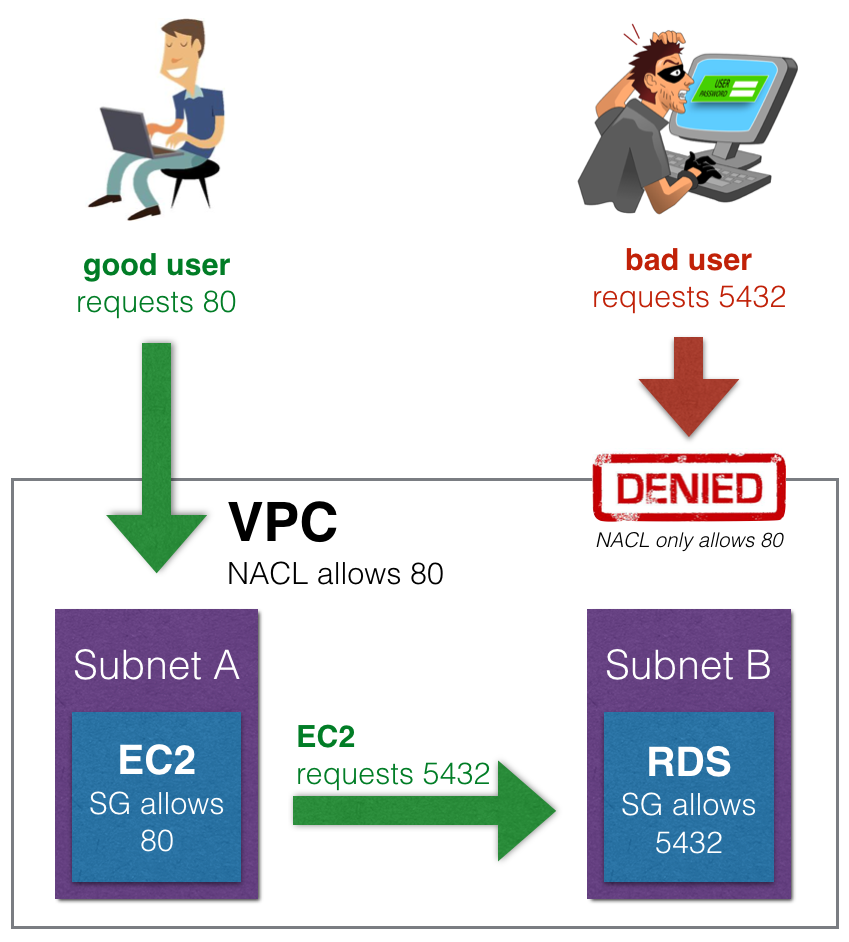 USER
PASSWORD
good user
requests 80
bad user
requests 5432
DENIED
NACL only allows 80
VPC
NACL allows 80
Subnet A
EC2
SG allows
80
EC2
requests 5432
Subnet B
RDS
SG allows
5432